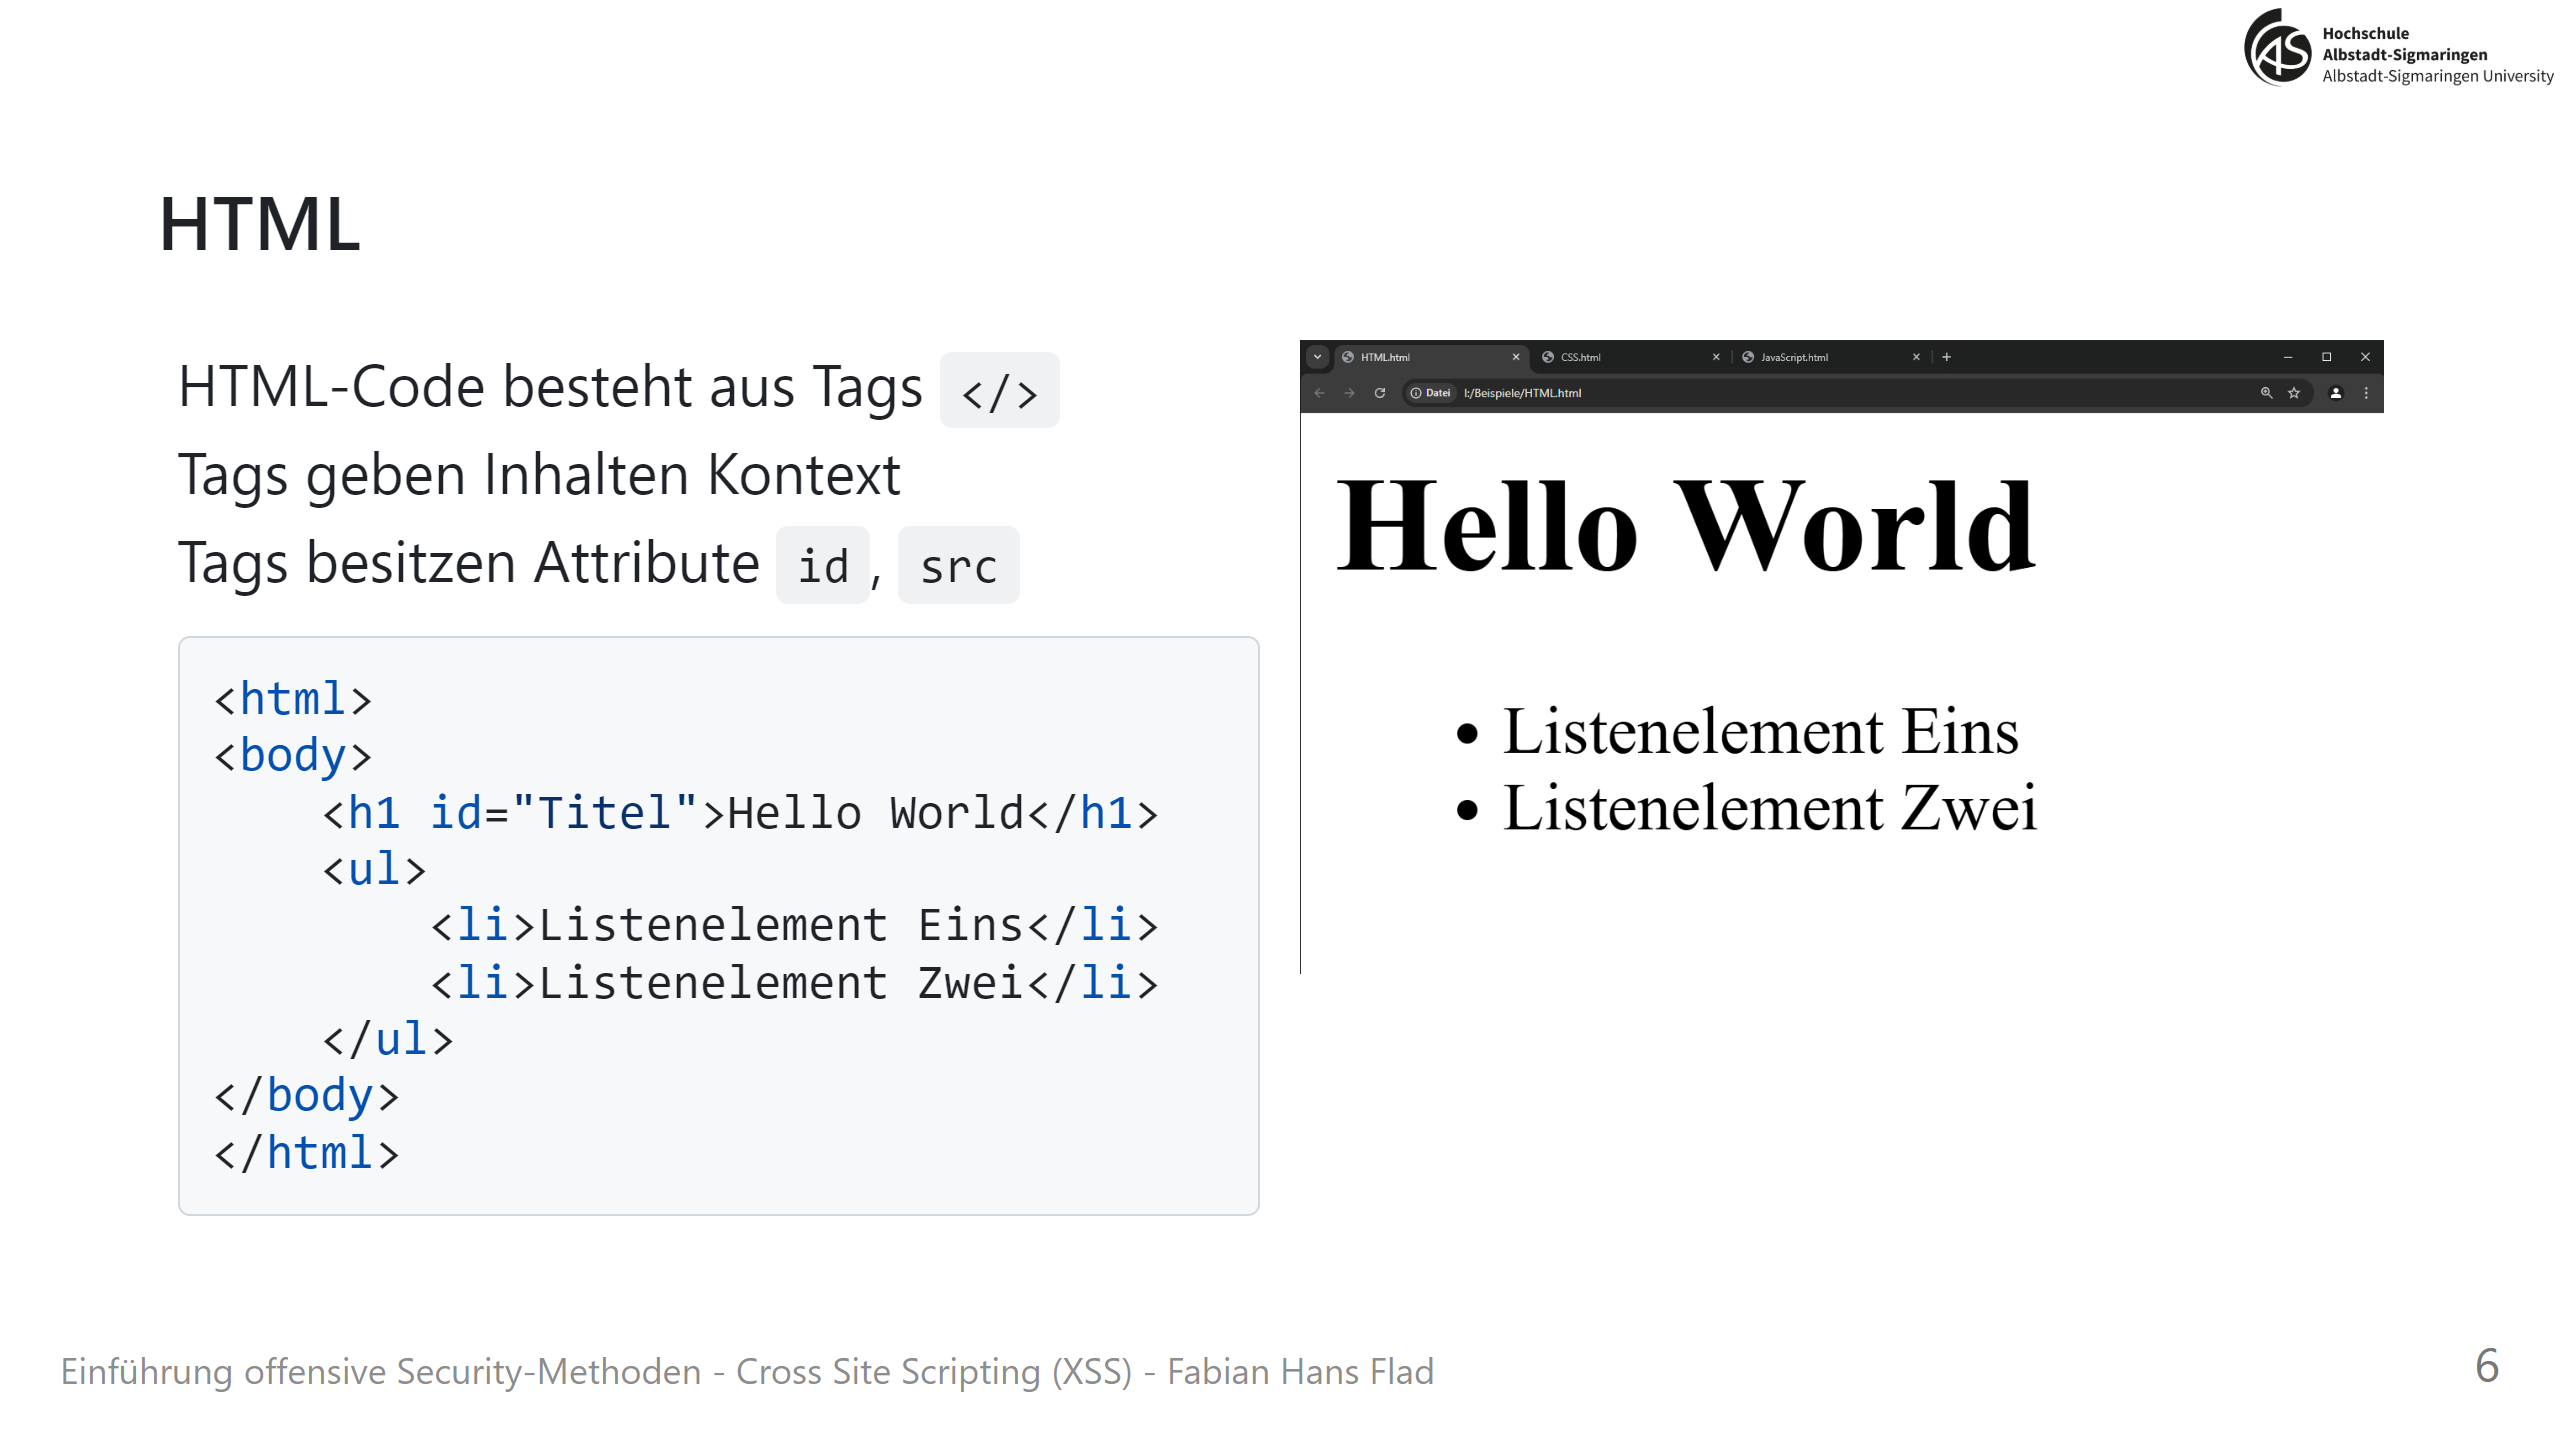 Hochschule
Albstadt-Sigmaringen
Albstadt-Sigmaringen University
HTML
HTML-Code besteht aus Tags </>
Tags geben Inhalten Kontext
Tags besitzen Attribute id, src
<html>
<body>
    <h1 id="Titel">Hello World</h1>
    <ul>
        <li>Listenelement Eins</li>
        <li>Listenelement Zwei</li>
    </ul>
</body>
</html>
HTML.html CSS.html JavaScript.html
Datei I:/Beispiele/HTML.html
Hello World
• Listenelement Eins
• Listenelement Zwei
Einführung offensive Security-Methoden - Cross Site Scripting (XSS) - Fabian Hans Flad
6